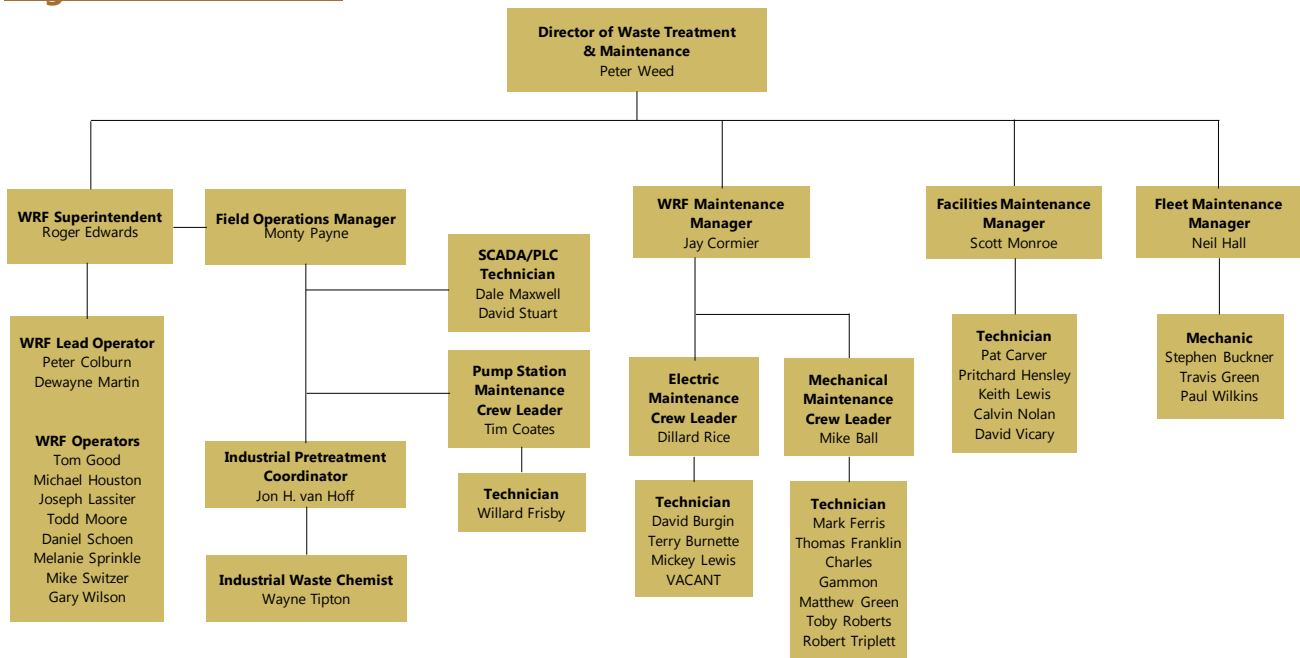 Director of Waste Treatment
& Maintenance
Peter Weed
WRF Superintendent
Roger Edwards
Field Operations Manager
Monty Payne
WRF Maintenance
Manager
Jay Cormier
Facilities Maintenance
Manager
Scott Monroe
Fleet Maintenance
Manager
Neil Hall
SCADA/PLC
Technician
Dale Maxwell
David Stuart
WRF Lead Operator
Peter Colburn
Dewayne Martin
WRF Operators
Tom Good
Michael Houston
Joseph Lassiter
Todd Moore
Daniel Schoen
Melanie Sprinkle
Mike Switzer
Gary Wilson
Pump Station
Maintenance
Crew Leader
Tim Coates
Technician
Willard Frisby
Industrial Pretreatment
Coordinator
Jon H. van Hoff
Industrial Waste Chemist
Wayne Tipton
Electric
Maintenance
Crew Leader
Dillard Rice
Technician
David Burgin
Terry Burnette
Mickey Lewis
VACANT
Mechanical
Maintenance
Crew Leader
Mike Ball
Technician
Mark Ferris
Thomas Franklin
Charles
Gammon
Matthew Green
Toby Roberts
Robert Triplett
Technician
Pat Carver
Pritchard Hensley
Keith Lewis
Calvin Nolan
David Vicary
Mechanic
Stephen Buckner
Travis Green
Paul Wilkins